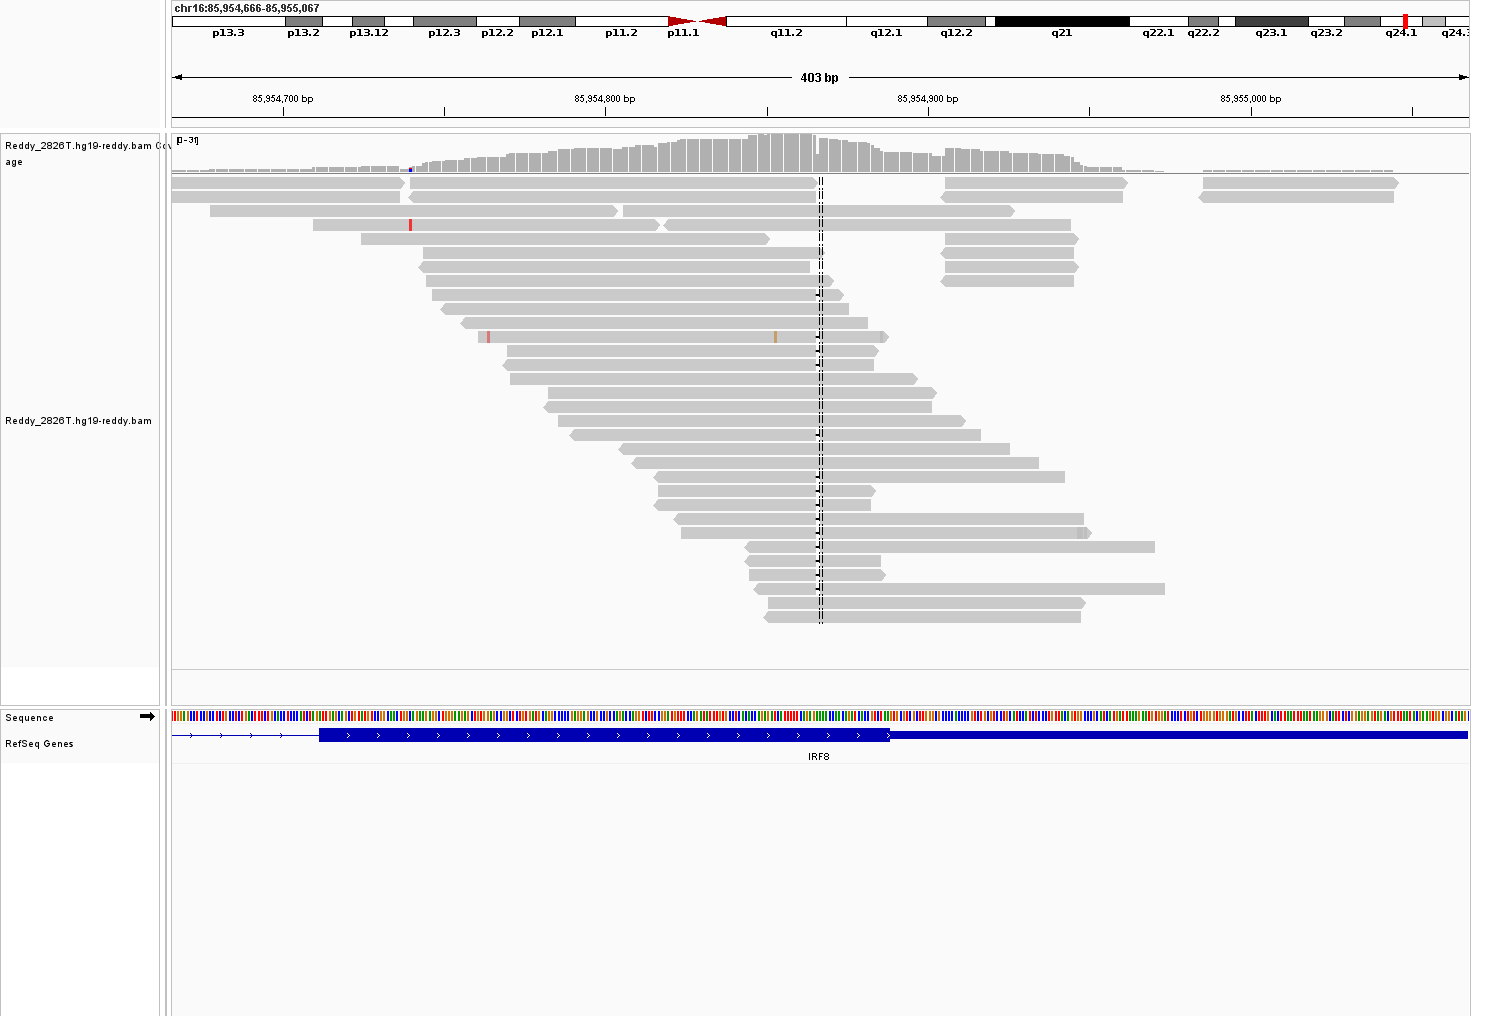 chr16:85,954,666-85,955,067
p13.3 p13.2 p13.12 p12.3 p12.2 p12.1 p11.2 p11.1 q11.2 q12.1 q12.2 q21 q22.1 q22.2 q23.1 q23.2 q24.1 q24.3
403 bp
85,954,700 bp 85,954,800 bp 85,954,900 bp 85,955,000 bp
[0-31]
Reddy_2826T.hg19-reddy.bam Cov
age
Reddy_2826T.hg19-reddy.bam
Sequence
RefSeq Genes
IRF8